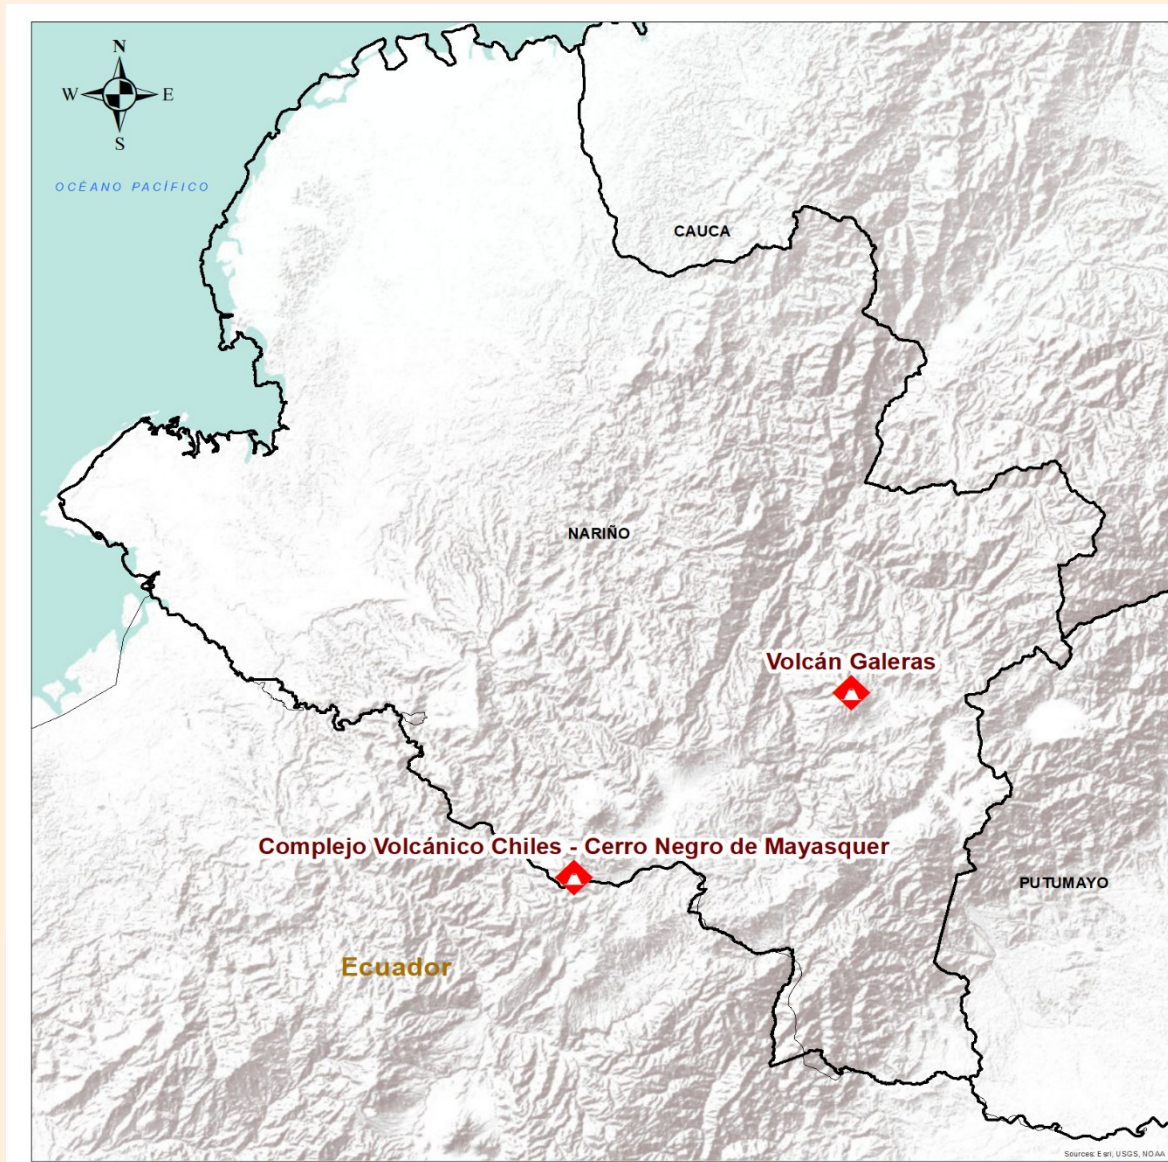 N
W E
S
OCÉANO PACÍFICO
CAUCA
NARIÑO
Volcán Galeras
Complejo Volcánico Chiles - Cerro Negro de Mayasquer
PUTUMAYO
Ecuador
Sources: Esri, USGS, NOAA